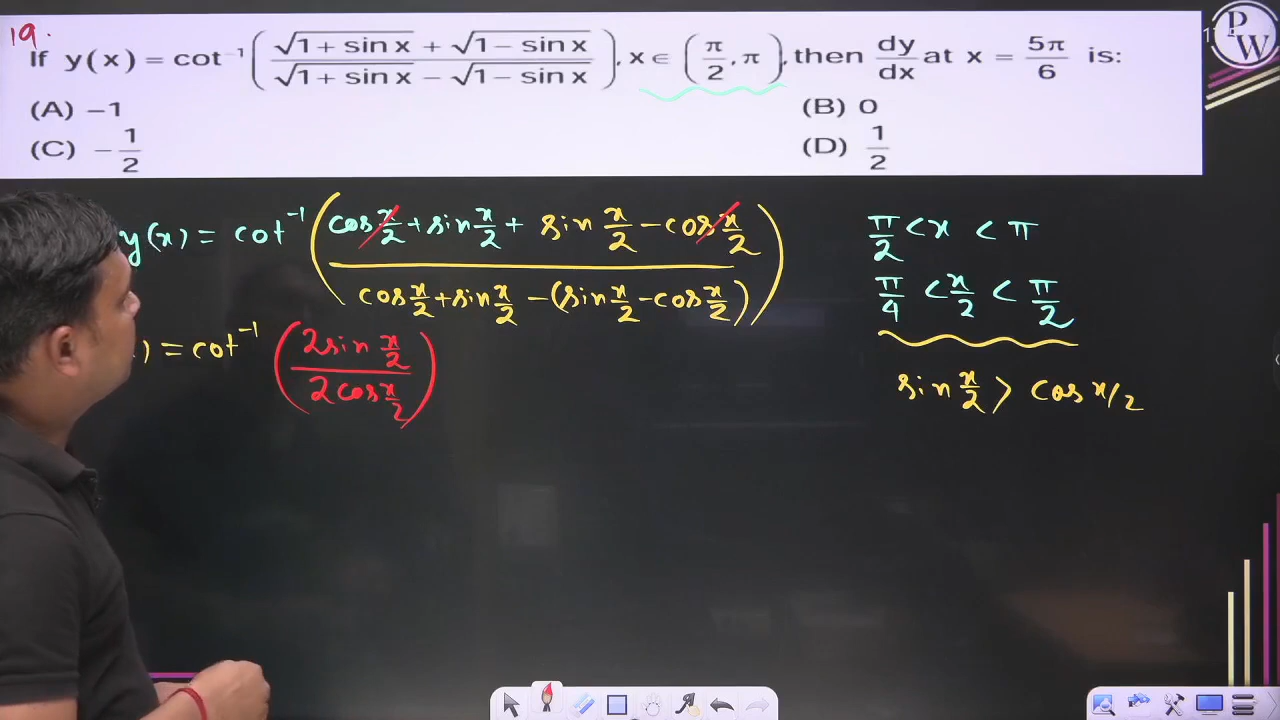 19.
If y(x) = cot⁻¹((√(1 + sin x) + √(1 − sin x))/(√(1 + sin x) − √(1 − sin x))), x ∈ (π/2, π), then dy/dx at x = 5π/6 is:
(A) −1
(B) 0
(C) −1/2
(D) 1/2
PW
y(x) = cot⁻¹((cos x/2 + sin x/2 + sin x/2 − cos x/2)/(cos x/2 + sin x/2 − (sin x/2 − cos x/2)))
) = cot⁻¹((2 sin x/2)/(2 cos x/2))
π/2 < x < π
π/4 < x/2 < π/2
sin x/2 > cos x/2